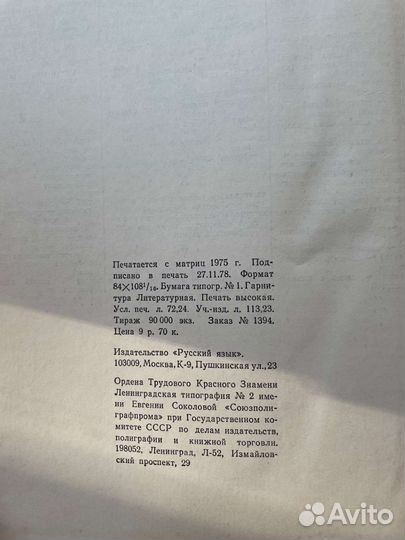 Печатается с матриц 1975 г. Под-
писано в печать 27.11.78. Формат
84×108¹/₁₆. Бумага типогр. № 1. Гарни-
тура Литературная. Печать высокая.
Усл. печ. л. 72,24. Уч.-изд. л. 113,23.
Тираж 90 000 экз. Заказ № 1394.
Цена 9 р. 70 к.
Издательство «Русский язык».
103009, Москва, К-9, Пушкинская ул., 23
Ордена Трудового Красного Знамени
Ленинградская типография № 2 име-
ни Евгении Соколовой «Союзполи-
графпрома» при Государственном ко-
митете СССР по делам издательств,
полиграфии и книжной торговли.
198052, Ленинград, Л-52, Измайлов-
ский проспект, 29
Avito